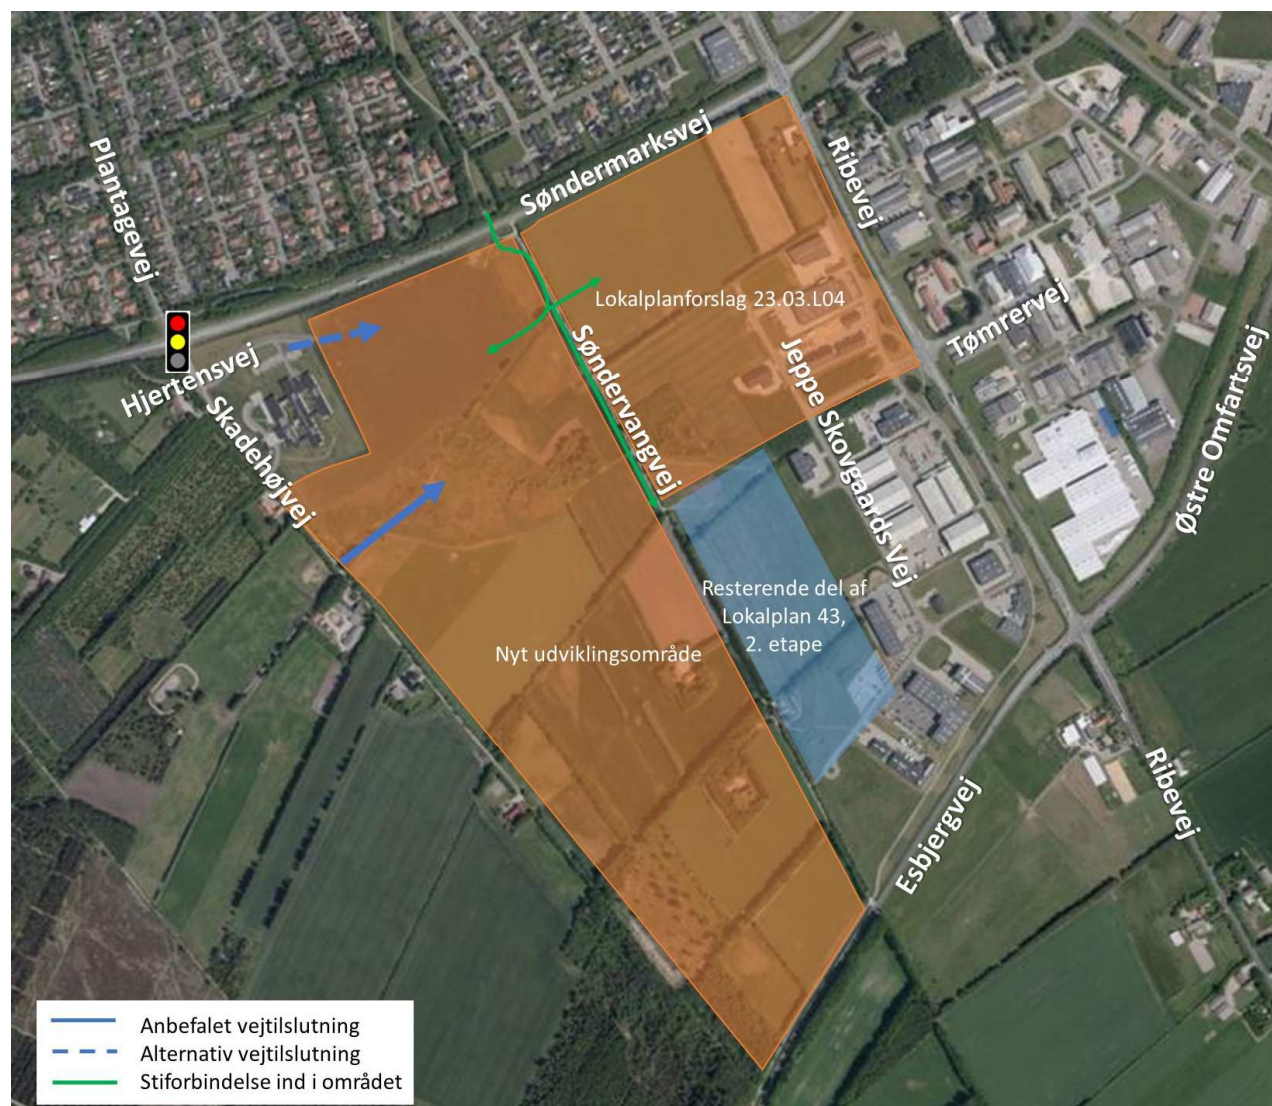 Plantagevej
Søndermarksvej
Ribevej
Lokalplanforslag 23.03.L04
Tømrervej
Hjertensvej
Skadehøjvej
Søndervangvej
Jeppe Skovgaards Vej
Østre Omfartsvej
Resterende del af
Lokalplan 43,
2. etape
Nyt udviklingsområde
Esbjergvej
Ribevej
Anbefalet vejtilslutning
Alternativ vejtilslutning
Stiforbindelse ind i området